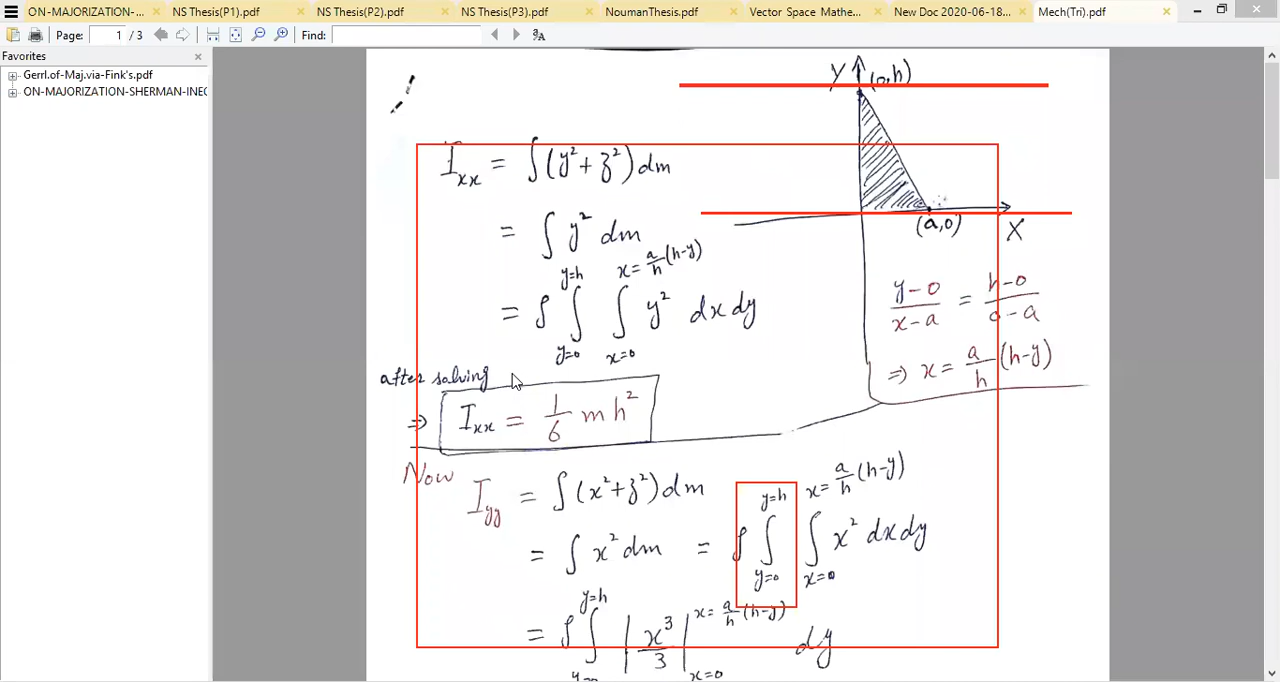 ON-MAJORIZATION-...
NS Thesis(P1).pdf
NS Thesis(P2).pdf
NS Thesis(P3).pdf
NoumanThesis.pdf
Vector Space Mathe...
New Doc 2020-06-18...
Mech(Tri).pdf
Page: 1 / 3
Find:
Favorites
Gerrl.of-Maj.via-Fink's.pdf
ON-MAJORIZATION-SHERMAN-INEC
Y (0,h)
(a,0) X
I_xx = ∫(y²+z²)dm
= ∫ y² dm
= ρ ∫_{y=0}^{y=h} ∫_{x=0}^{x=a/h(h-y)} y² dx dy
after solving
⇒ I_xx = 1/6 m h²
(y-0)/(x-a) = (h-0)/(0-a)
⇒ x = a/h (h-y)
Now I_yy = ∫(x²+z²)dm
= ∫ x² dm = ρ ∫_{y=0}^{y=h} ∫_{x=0}^{x=a/h(h-y)} x² dx dy
= ρ ∫_{y=0}^{y=h} |x³/3|_{x=0}^{x=a/h(h-y)} dy